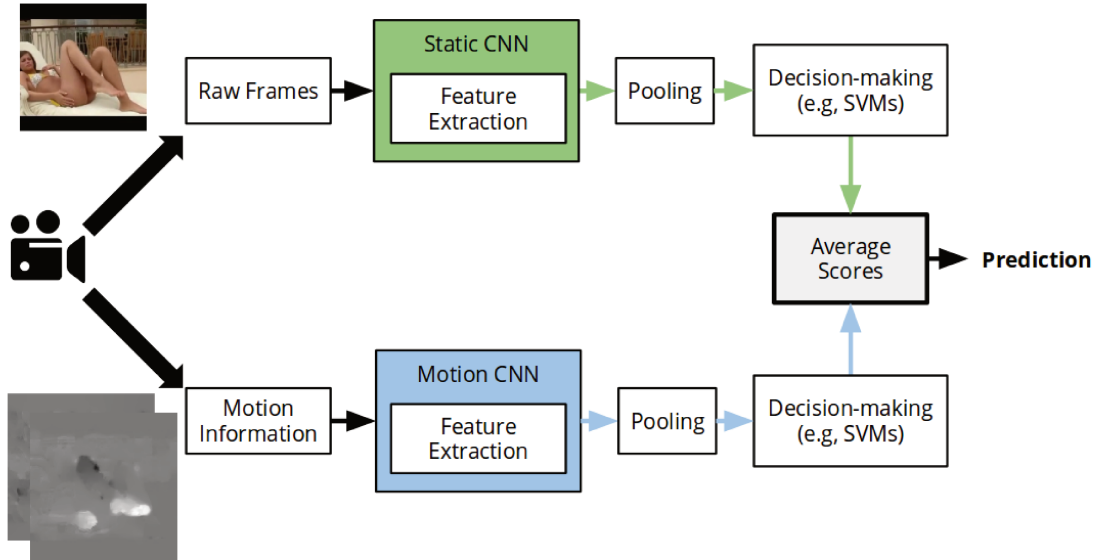 Raw Frames
Static CNN
Feature
Extraction
Pooling
Decision-making
(e.g, SVMs)
Average
Scores
Prediction
Motion
Information
Motion CNN
Feature
Extraction
Pooling
Decision-making
(e.g, SVMs)